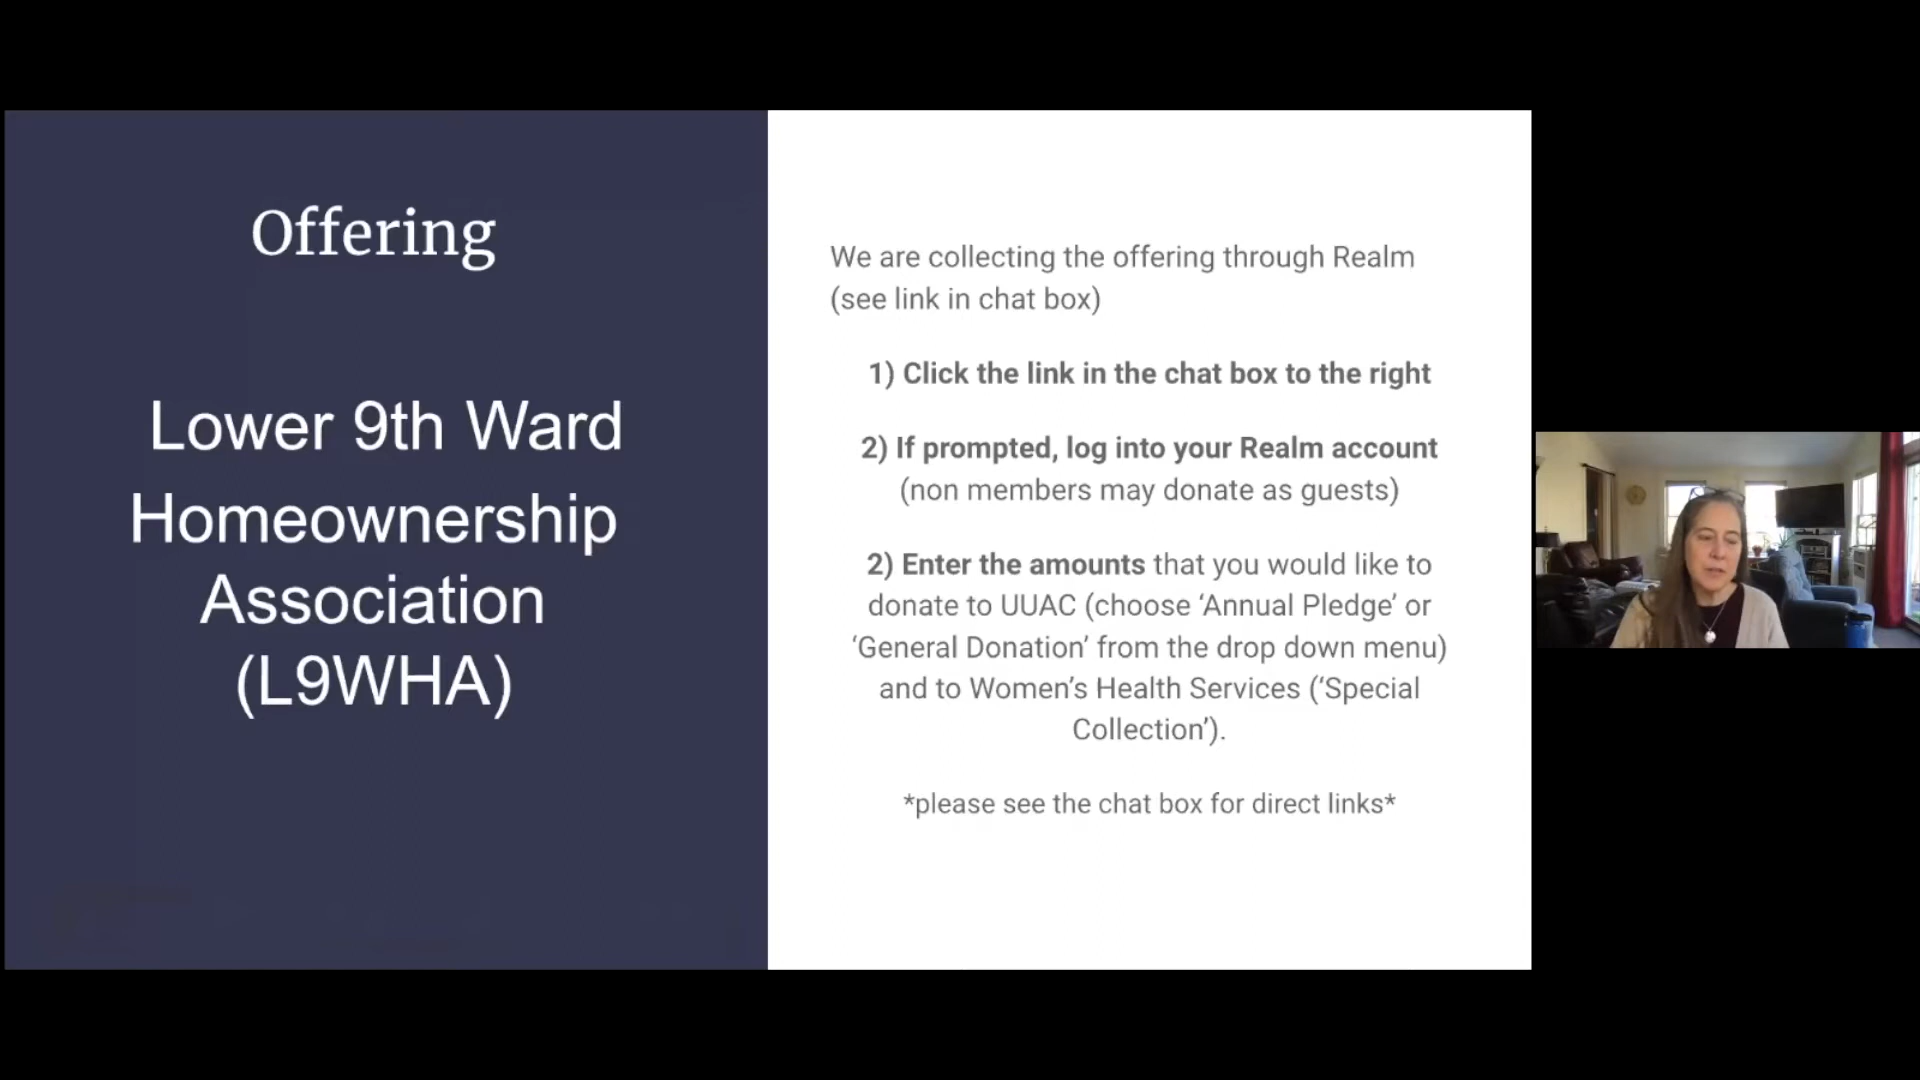 Offering
Lower 9th Ward
Homeownership
Association
(L9WHA)
We are collecting the offering through Realm
(see link in chat box)
1) Click the link in the chat box to the right
2) If prompted, log into your Realm account
(non members may donate as guests)
2) Enter the amounts that you would like to
donate to UUAC (choose ‘Annual Pledge’ or
‘General Donation’ from the drop down menu)
and to Women’s Health Services (‘Special
Collection’).
*please see the chat box for direct links*